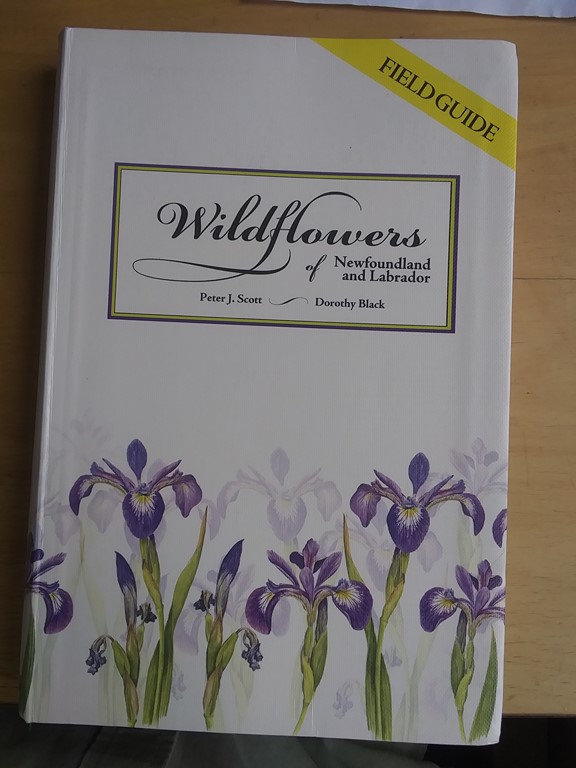 FIELD GUIDE
Wildflowers
of Newfoundland
and Labrador
Peter J. Scott Dorothy Black